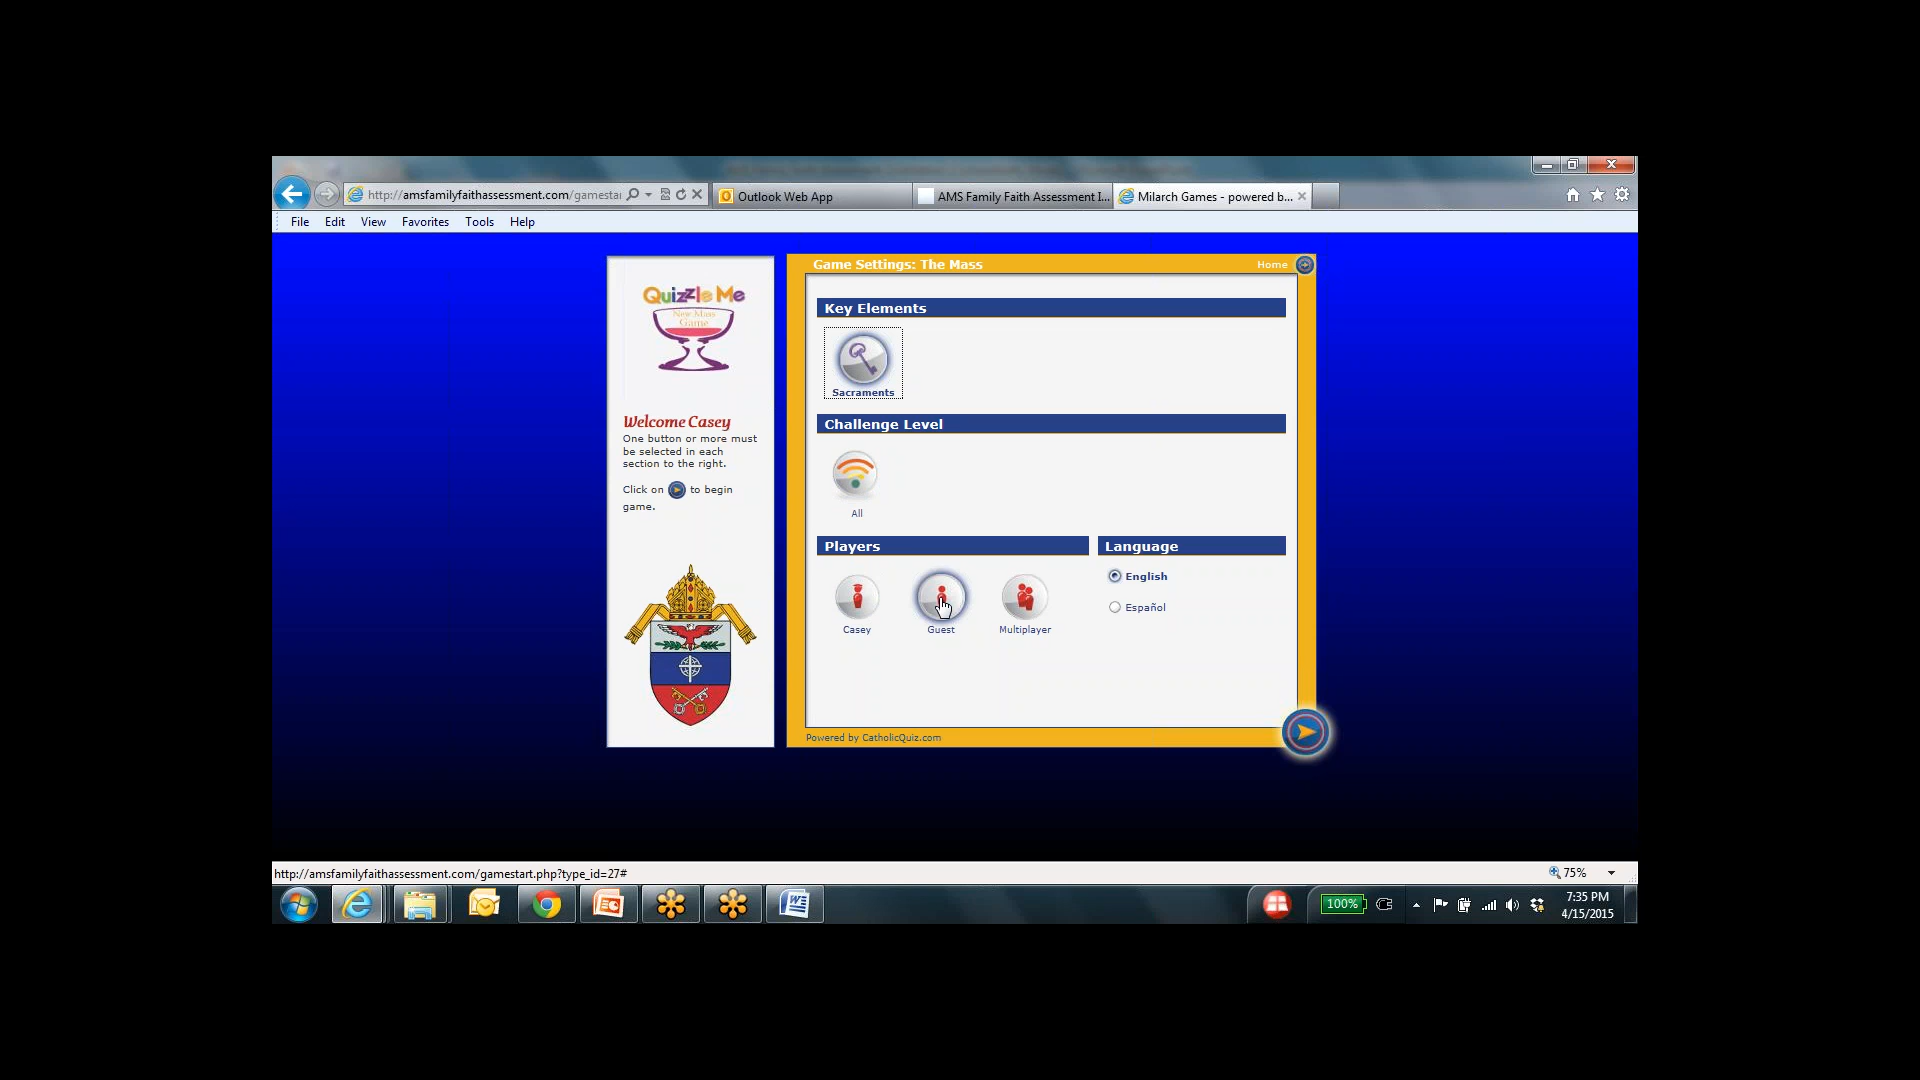 http://amsfamilyfaithassessment.com/gamestar
Outlook Web App
AMS Family Faith Assessment I...
Milarch Games - powered b...
File Edit View Favorites Tools Help
Quizzle Me
New Mass
Game
Welcome Casey
One button or more must
be selected in each
section to the right.
Click on to begin
game.
Game Settings: The Mass
Home
Key Elements
Sacraments
Challenge Level
All
Players
Casey
Guest
Multiplayer
Language
English
Español
Powered by CatholicQuiz.com
http://amsfamilyfaithassessment.com/gamestart.php?type_id=27#
75%
100%
7:35 PM
4/15/2015